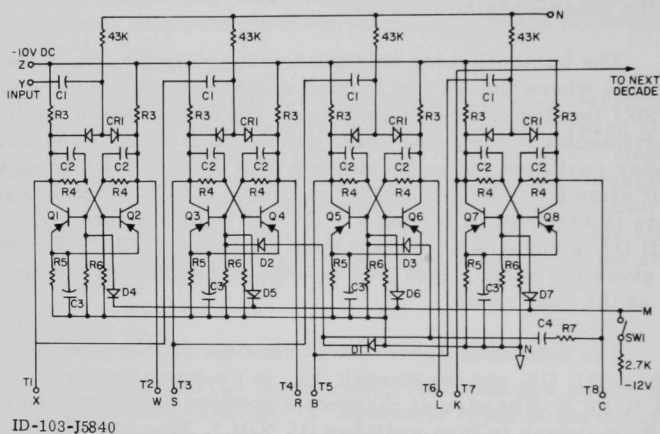 the
The
where
SWI
N
43K 43K 43K 43K
-10V DC
Z
Y
INPUT
C1 C1 C1 C1
TO NEXT
DECADE
R3 R3 R3 R3 R3 R3 R3 R3
CR1 CR1 CR1 CR1
C2 C2 C2 C2 C2 C2 C2 C2
R4 R4 R4 R4 R4 R4 R4 R4
Q1 Q2 Q3 Q4 Q5 Q6 Q7 Q8
D2 D3
R5 R6 R5 R6 R5 R6 R5 R6
C3 D4 C3 D5 C3 D6 C3 D7
M
C4 R7
SW1
D1 N
2.7K
-12V
T1 T2 T3 T4 T5 T6 T7 T8
X W S R B L K C
ID-103-J5840